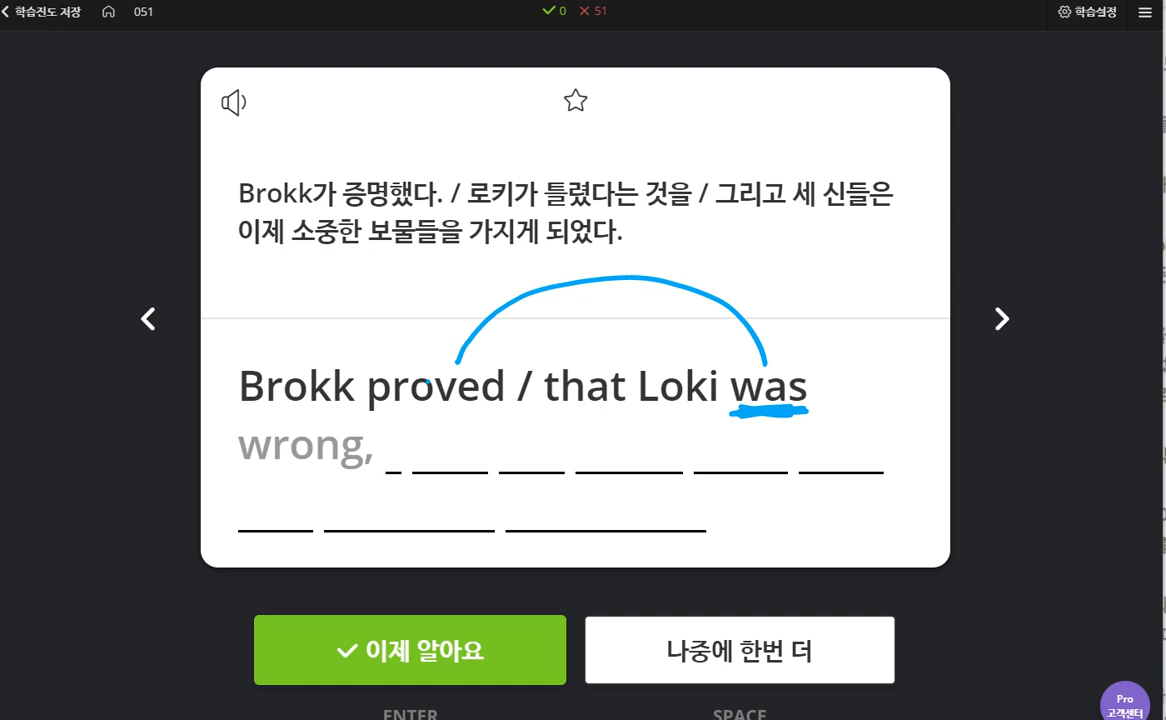 학습진도 저장 051 0 51 학습설정
Brokk가 증명했다. / 로키가 틀렸다는 것을 / 그리고 세 신들은
이제 소중한 보물들을 가지게 되었다.
Brokk proved / that Loki was
wrong,
이제 알아요 나중에 한번 더
ENTER SPACE
Pro
고객센터